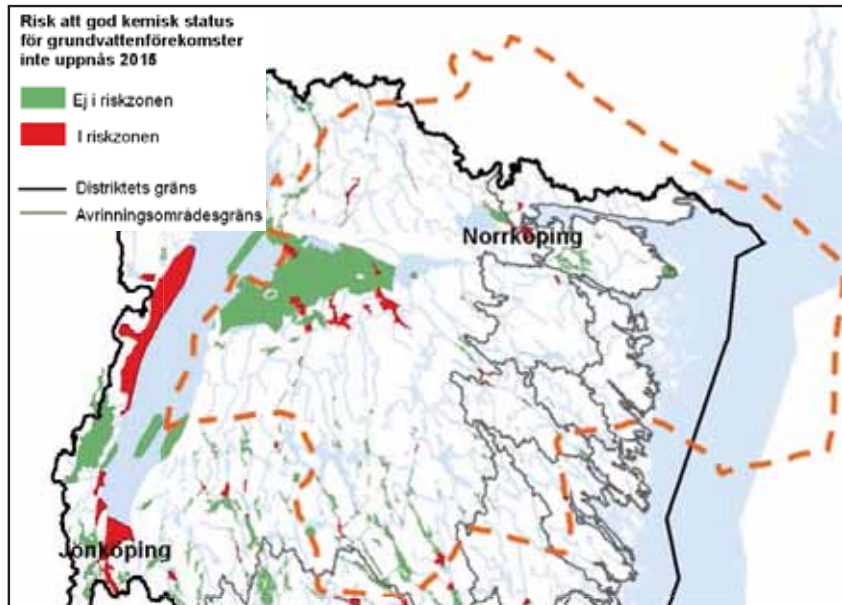 Risk att god kemisk status
för grundvattenförekomster
inte uppnås 2015
Ej i riskzonen
I riskzonen
Distriktets gräns
Avrinningsområdesgräns
Norrköping
Jönköping